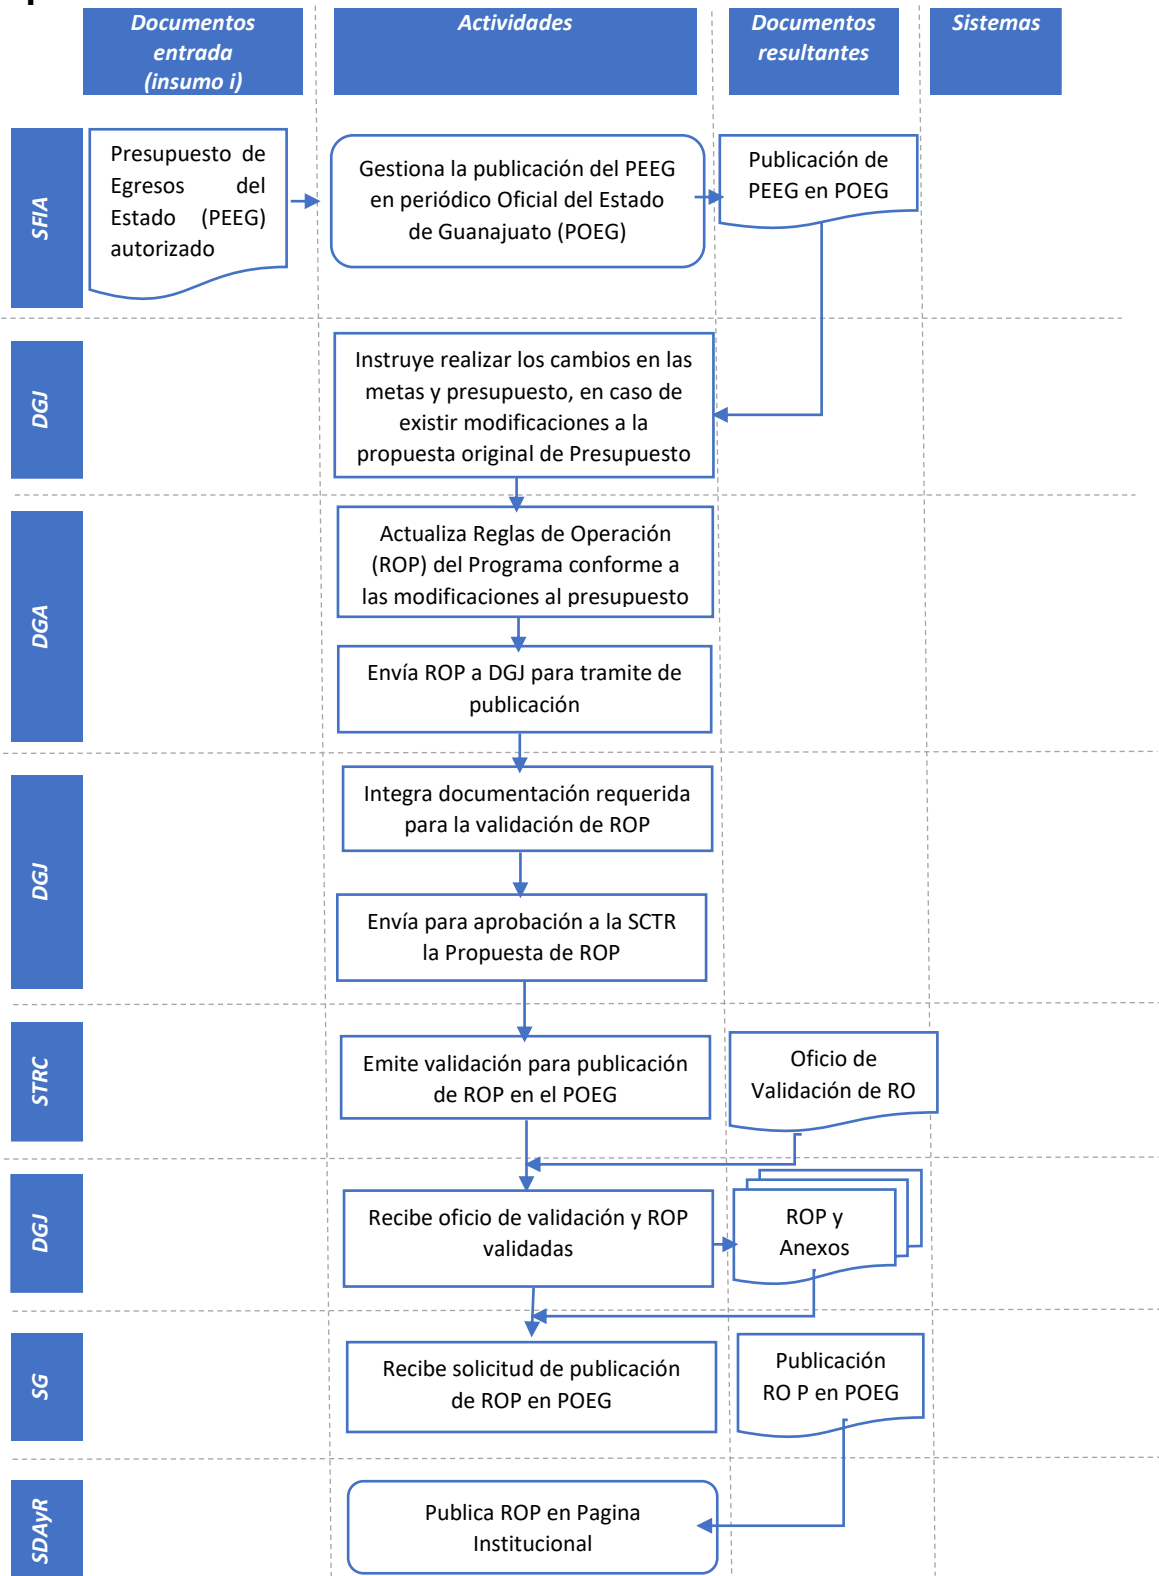 Documentos
entrada
(insumo i)
Actividades
Documentos
resultantes
Sistemas
SFIA
Presupuesto de
Egresos del
Estado (PEEG)
autorizado
Gestiona la publicación del PEEG
en periódico Oficial del Estado
de Guanajuato (POEG)
Publicación de
PEEG en POEG
DGJ
Instruye realizar los cambios en las
metas y presupuesto, en caso de
existir modificaciones a la
propuesta original de Presupuesto
DGA
Actualiza Reglas de Operación
(ROP) del Programa conforme a
las modificaciones al presupuesto
Envía ROP a DGJ para tramite de
publicación
DGJ
Integra documentación requerida
para la validación de ROP
Envía para aprobación a la SCTR
la Propuesta de ROP
STRC
Emite validación para publicación
de ROP en el POEG
Oficio de
Validación de RO
DGJ
Recibe oficio de validación y ROP
validadas
ROP y
Anexos
SG
Recibe solicitud de publicación
de ROP en POEG
Publicación
RO P en POEG
SDAyR
Publica ROP en Pagina
Institucional